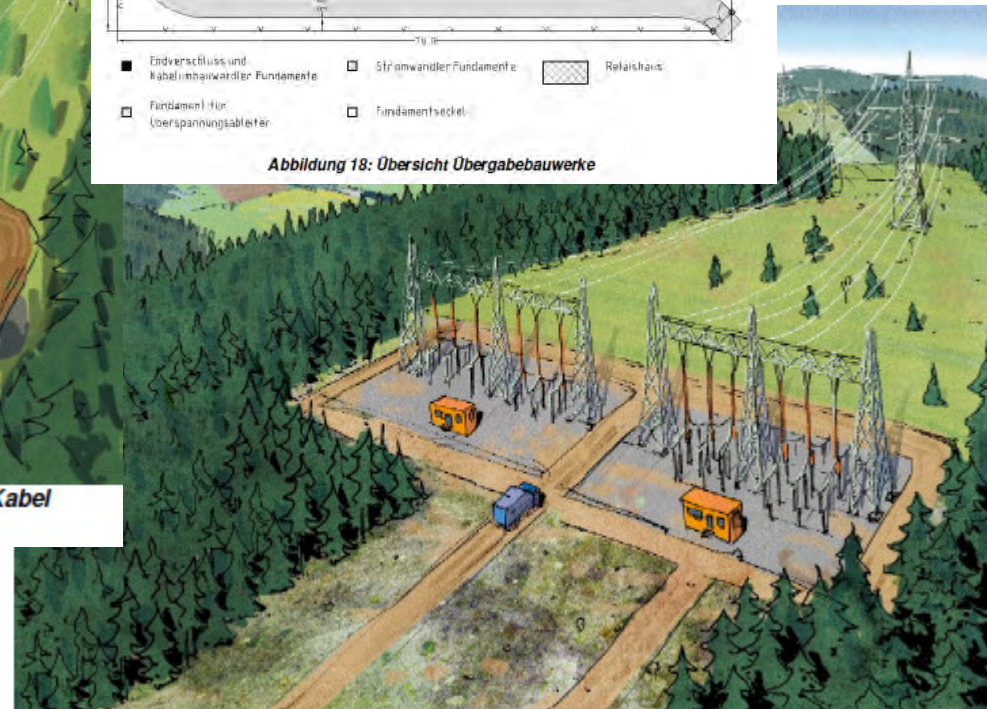 Endverschluss und
Kabelumbauwandler Fundamente
Stromwandler Fundamente
Relaishaus
Fundament für
Überspannungsableiter
Fundamentsockel
Abbildung 18: Übersicht Übergabebauwerke
Kabel